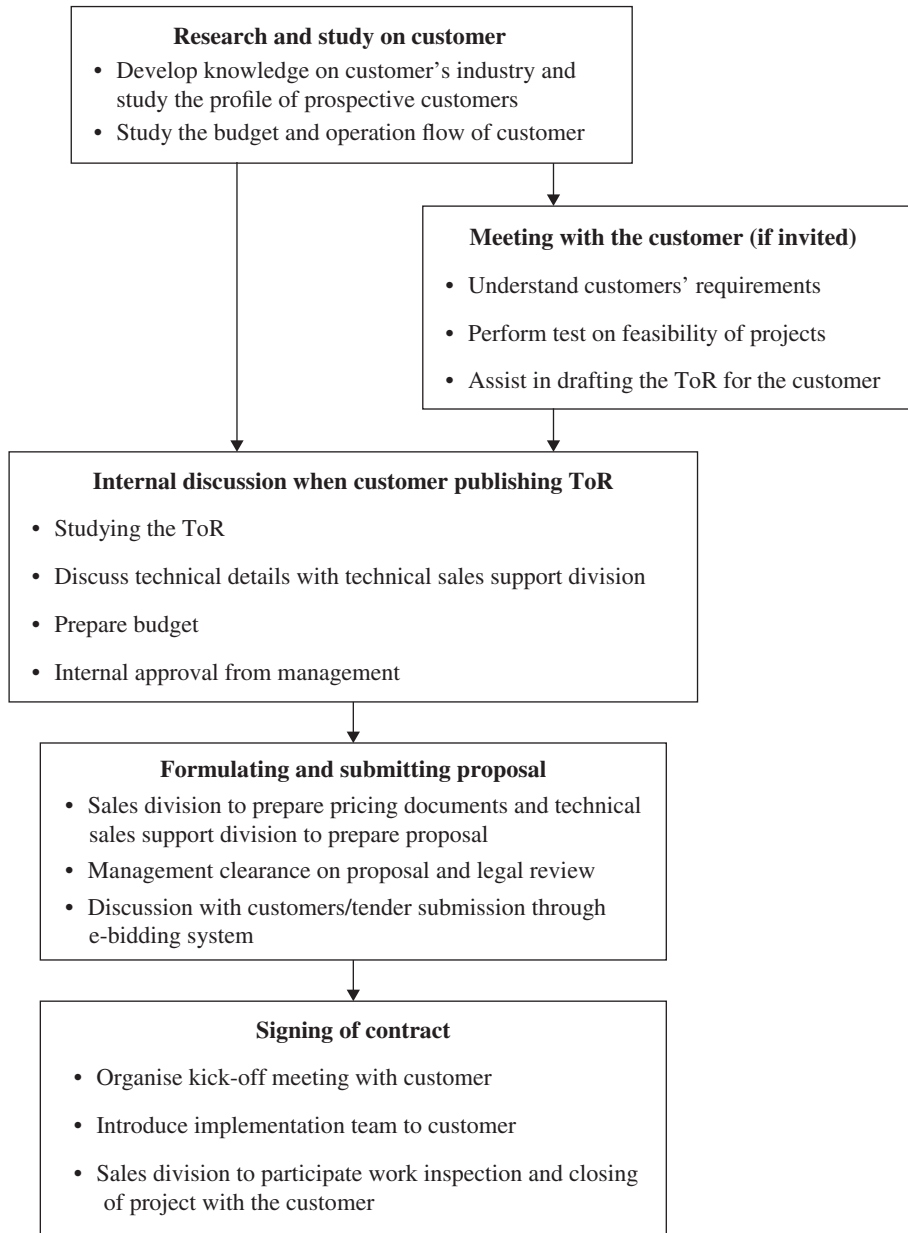 Research and study on customer
• Develop knowledge on customer’s industry and
study the profile of prospective customers
• Study the budget and operation flow of customer
Meeting with the customer (if invited)
• Understand customers’ requirements
• Perform test on feasibility of projects
• Assist in drafting the ToR for the customer
Internal discussion when customer publishing ToR
• Studying the ToR
• Discuss technical details with technical sales support division
• Prepare budget
• Internal approval from management
Formulating and submitting proposal
• Sales division to prepare pricing documents and technical
sales support division to prepare proposal
• Management clearance on proposal and legal review
• Discussion with customers/tender submission through
e-bidding system
Signing of contract
• Organise kick-off meeting with customer
• Introduce implementation team to customer
• Sales division to participate work inspection and closing
of project with the customer